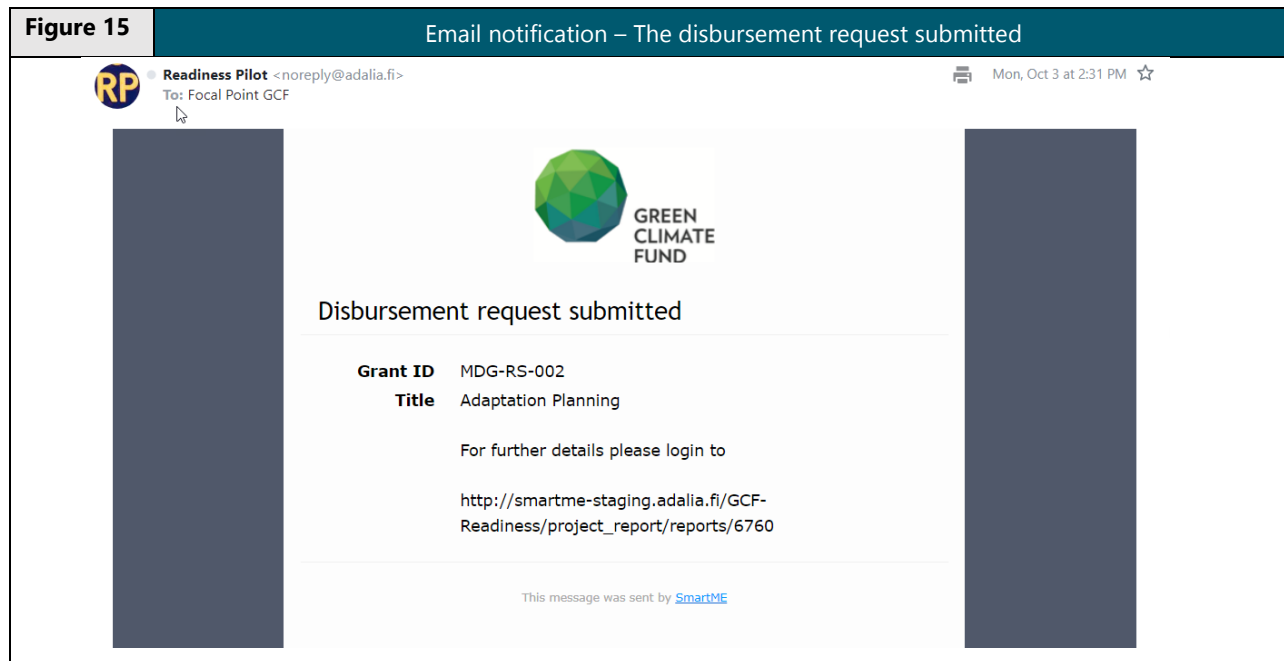 Figure 15
Email notification – The disbursement request submitted
RP
Readiness Pilot <noreply@adalia.fi>
Mon, Oct 3 at 2:31 PM
To: Focal Point GCF
GREEN
CLIMATE
FUND
Disbursement request submitted
Grant ID MDG-RS-002
Title Adaptation Planning
For further details please login to
http://smartme-staging.adalia.fi/GCF-
Readiness/project_report/reports/6760
This message was sent by SmartME